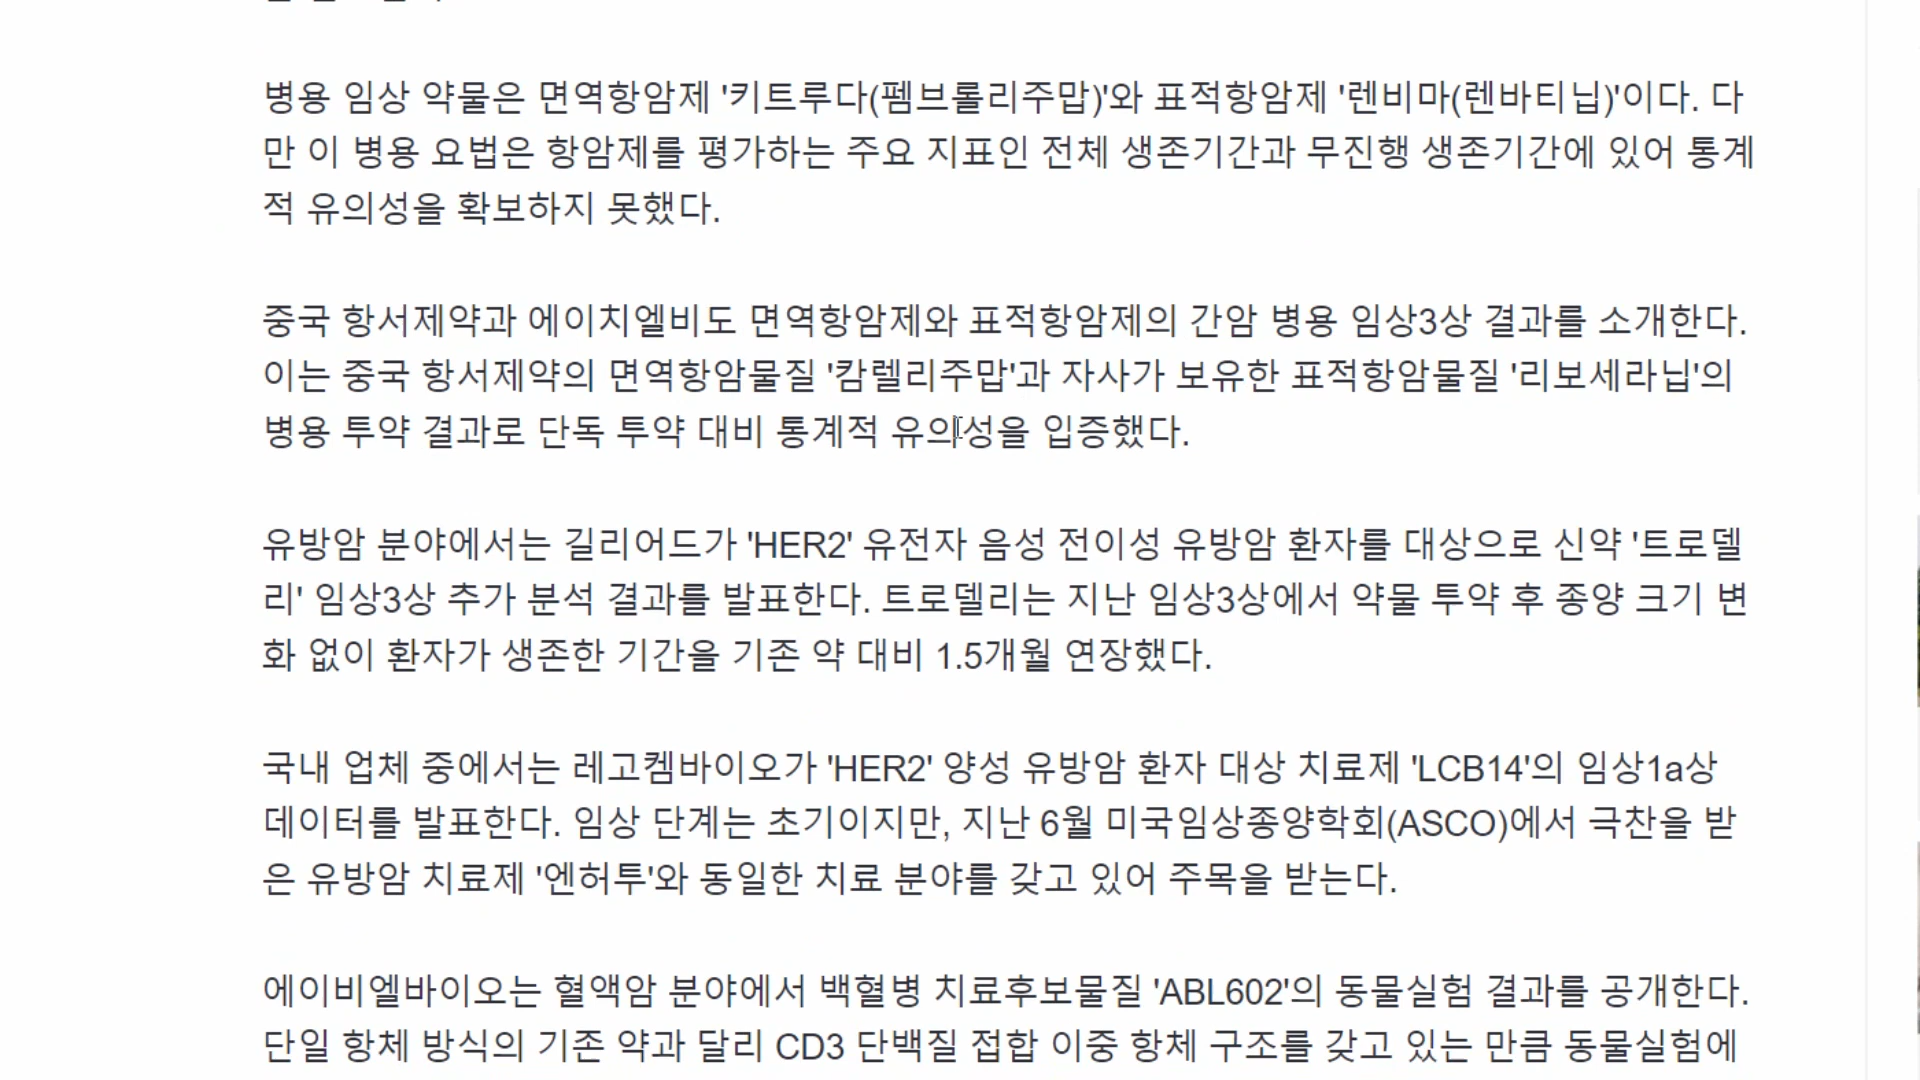 병용 임상 약물은 면역항암제 '키트루다(펨브롤리주맙)'와 표적항암제 '렌비마(렌바티닙)'이다. 다
만 이 병용 요법은 항암제를 평가하는 주요 지표인 전체 생존기간과 무진행 생존기간에 있어 통계
적 유의성을 확보하지 못했다.
중국 항서제약과 에이치엘비도 면역항암제와 표적항암제의 간암 병용 임상3상 결과를 소개한다.
이는 중국 항서제약의 면역항암물질 '캄렐리주맙'과 자사가 보유한 표적항암물질 '리보세라닙'의
병용 투약 결과로 단독 투약 대비 통계적 유의성을 입증했다.
유방암 분야에서는 길리어드가 'HER2' 유전자 음성 전이성 유방암 환자를 대상으로 신약 '트로델
리' 임상3상 추가 분석 결과를 발표한다. 트로델리는 지난 임상3상에서 약물 투약 후 종양 크기 변
화 없이 환자가 생존한 기간을 기존 약 대비 1.5개월 연장했다.
국내 업체 중에서는 레고켐바이오가 'HER2' 양성 유방암 환자 대상 치료제 'LCB14'의 임상1a상
데이터를 발표한다. 임상 단계는 초기이지만, 지난 6월 미국임상종양학회(ASCO)에서 극찬을 받
은 유방암 치료제 '엔허투'와 동일한 치료 분야를 갖고 있어 주목을 받는다.
에이비엘바이오는 혈액암 분야에서 백혈병 치료후보물질 'ABL602'의 동물실험 결과를 공개한다.
단일 항체 방식의 기존 약과 달리 CD3 단백질 접합 이중 항체 구조를 갖고 있는 만큼 동물실험에